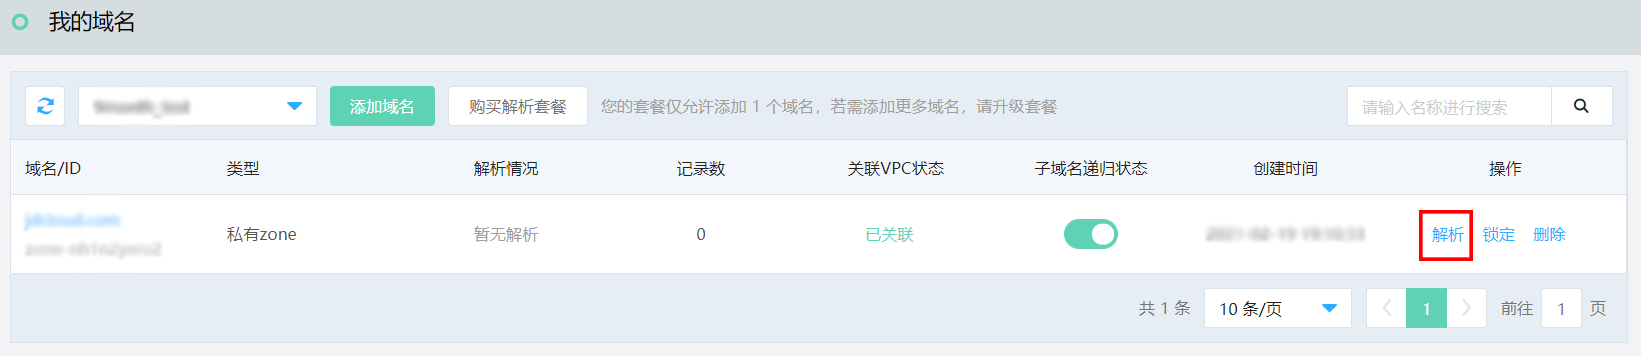 我的域名
添加域名 购买解析套餐 您的套餐仅允许添加 1 个域名，若需添加更多域名，请升级套餐 请输入名称进行搜索
域名/ID 类型 解析情况 记录数 关联VPC状态 子域名递归状态 创建时间 操作
jdcloud.com
私有zone 暂无解析 0 已关联 解析 锁定 删除
共 1 条 10 条/页 1 前往 1 页